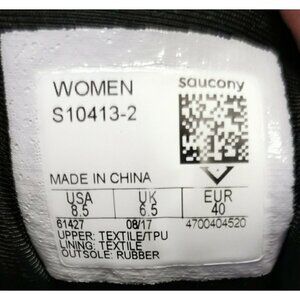 WOMEN
saucony
S10413-2
MADE IN CHINA
USA UK EUR
8.5 6.5 40
61427 08/17 4700404520
UPPER: TEXTILE/TPU
LINING: TEXTILE
OUTSOLE: RUBBER